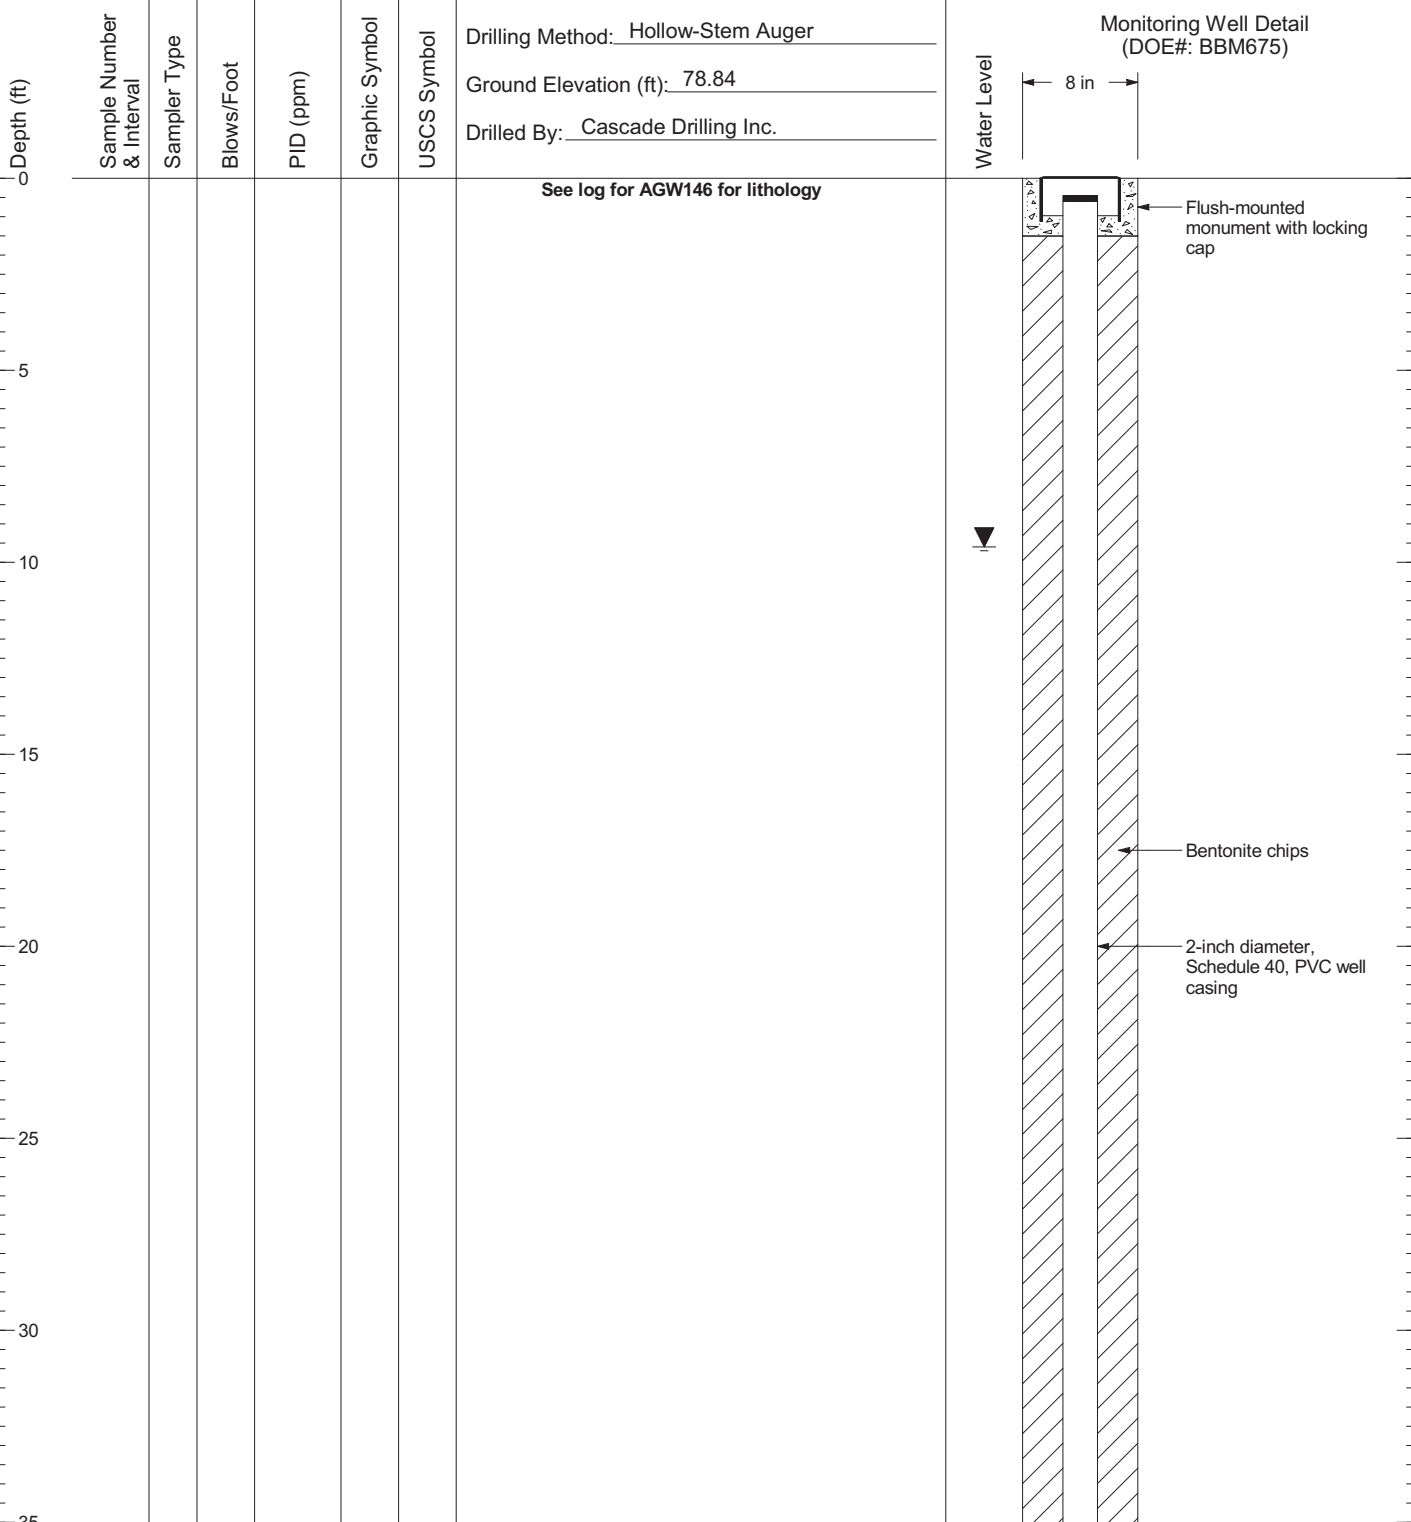 Depth (ft)
Sample Number
& Interval
Sampler Type
Blows/Foot
PID (ppm)
Graphic Symbol
USCS Symbol
Drilling Method: Hollow-Stem Auger
Ground Elevation (ft): 78.84
Drilled By: Cascade Drilling Inc.
Water Level
Monitoring Well Detail
(DOE#: BBM675)
8 in
0
See log for AGW146 for lithology
Flush-mounted
monument with locking
cap
5
10
15
Bentonite chips
20
2-inch diameter,
Schedule 40, PVC well
casing
25
30
35